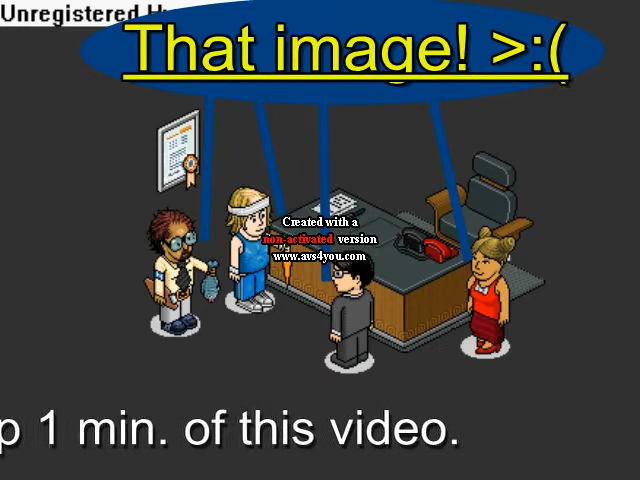 Unregistered
That image! >:(
Created with a
non-activated version
www.avs4you.com
p 1 min. of this video.